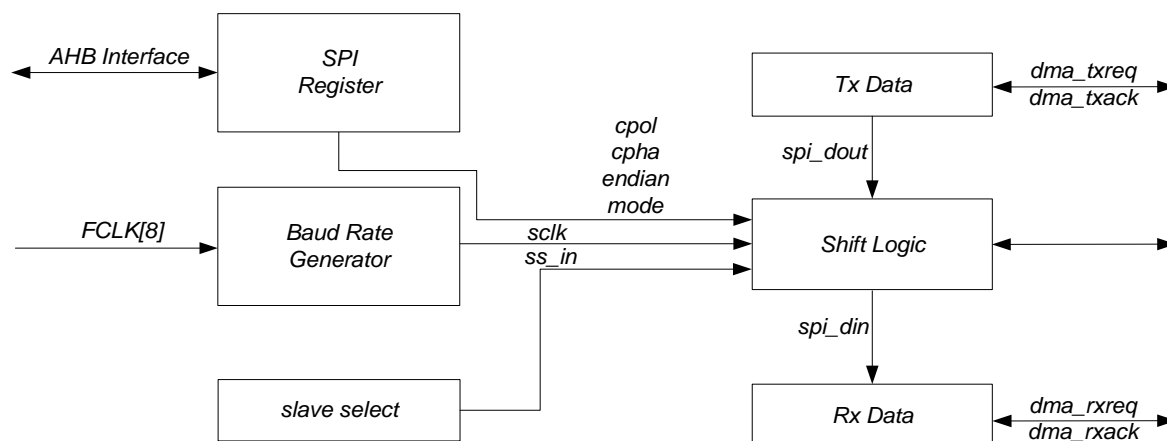 AHB Interface
SPI
Register
Tx Data
dma_txreq
dma_txack
cpol
cpha
endian
mode
spi_dout
FCLK[8]
Baud Rate
Generator
sclk
ss_in
Shift Logic
spi_din
slave select
Rx Data
dma_rxreq
dma_rxack